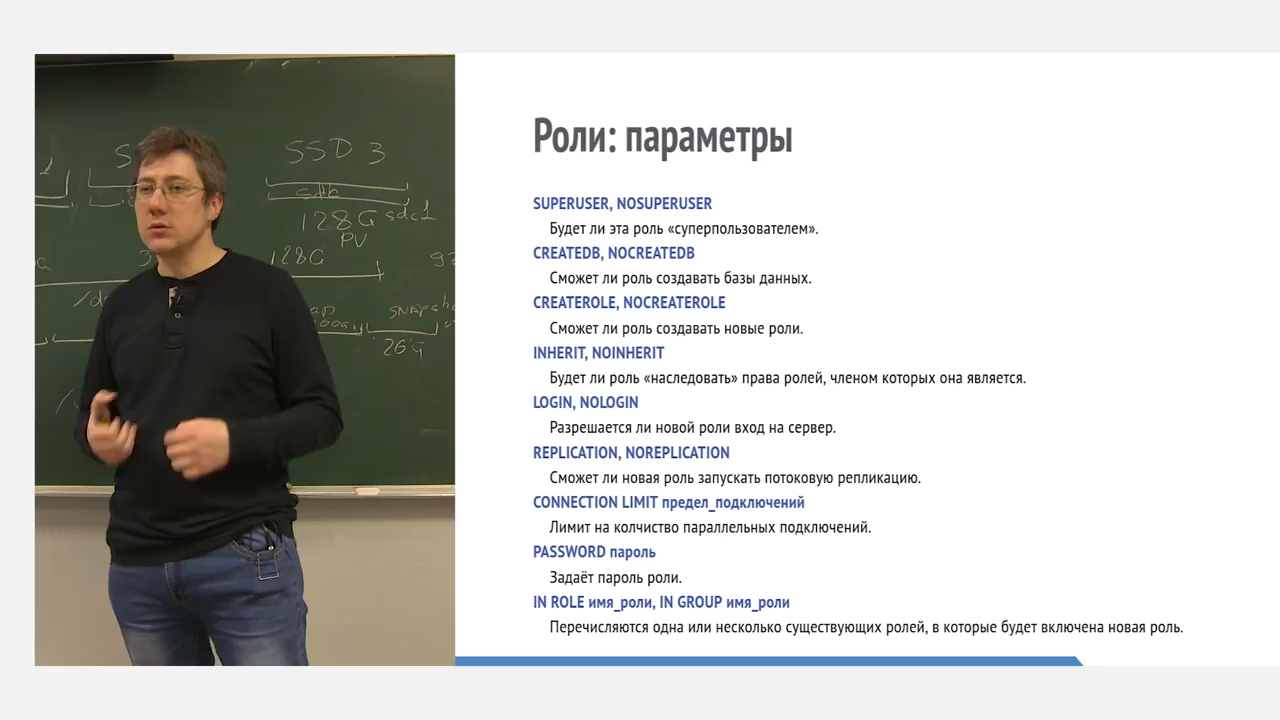 SSD 3
sdb
128G sdc1
PV
128G
26
Роли: параметры
SUPERUSER, NOSUPERUSER
Будет ли эта роль «суперпользователем».
CREATEDB, NOCREATEDB
Сможет ли роль создавать базы данных.
CREATEROLE, NOCREATEROLE
Сможет ли роль создавать новые роли.
INHERIT, NOINHERIT
Будет ли роль «наследовать» права ролей, членом которых она является.
LOGIN, NOLOGIN
Разрешается ли новой роли вход на сервер.
REPLICATION, NOREPLICATION
Сможет ли новая роль запускать потоковую репликацию.
CONNECTION LIMIT предел_подключений
Лимит на колчиство параллельных подключений.
PASSWORD пароль
Задаёт пароль роли.
IN ROLE имя_роли, IN GROUP имя_роли
Перечисляются одна или несколько существующих ролей, в которые будет включена новая роль.